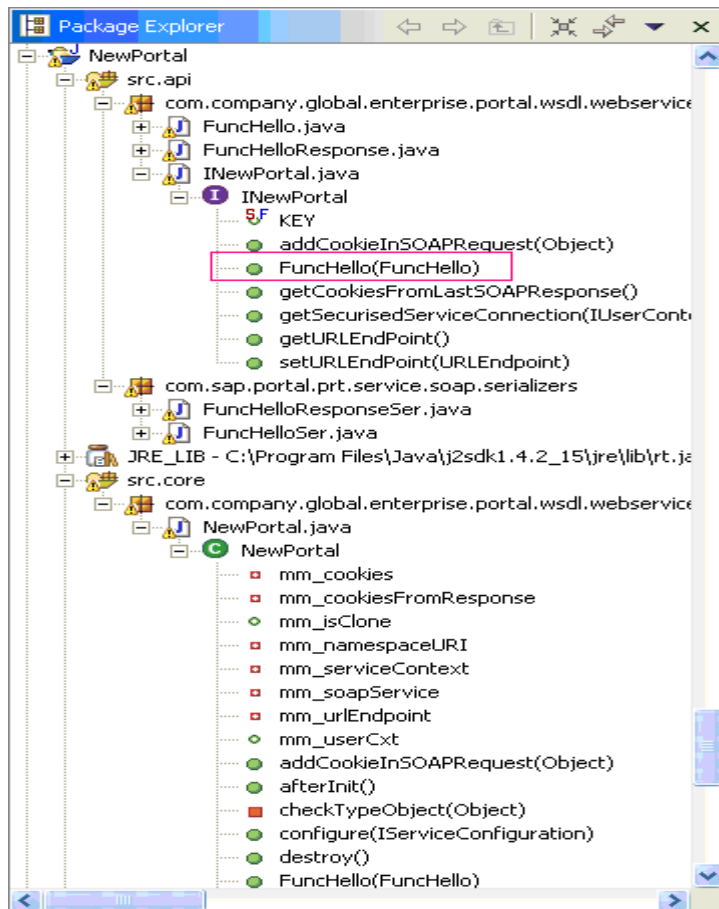 Package Explorer
NewPortal
src.api
com.company.global.enterprise.portal.wsdl.webservice
FuncHello.java
FuncHelloResponse.java
INewPortal.java
INewPortal
KEY
addCookieInSOAPRequest(Object)
FuncHello(FuncHello)
getCookiesFromLastSOAPResponse()
getSecurisedServiceConnection(IUserCont
getURLEndPoint()
setURLEndPoint(URLEndpoint)
com.sap.portal.prt.service.soap.serializers
FuncHelloResponseSer.java
FuncHelloSer.java
JRE_LIB - C:\Program Files\Java\j2sdk1.4.2_15\jre\lib\rt.ja
src.core
com.company.global.enterprise.portal.wsdl.webservice
NewPortal.java
NewPortal
mm_cookies
mm_cookiesFromResponse
mm_isClone
mm_namespaceURI
mm_serviceContext
mm_soapService
mm_urlEndpoint
mm_userCxt
addCookieInSOAPRequest(Object)
afterInit()
checkTypeObject(Object)
configure(IServiceConfiguration)
destroy()
FuncHello(FuncHello)